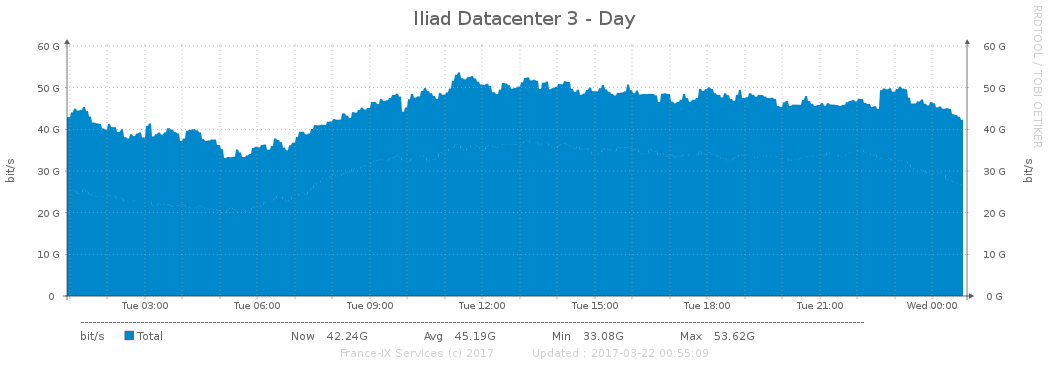 Iliad Datacenter 3 - Day
RRDTOOL / TOBI OETIKER
60 G 60 G
50 G 50 G
40 G 40 G
30 G 30 G
20 G 20 G
10 G 10 G
0 0 G
bit/s bit/s
Tue 03:00 Tue 06:00 Tue 09:00 Tue 12:00 Tue 15:00 Tue 18:00 Tue 21:00 Wed 00:00
bit/s Total Now 42.24G Avg 45.19G Min 33.08G Max 53.62G
France-IX Services (c) 2017 Updated : 2017-03-22 00:55:09